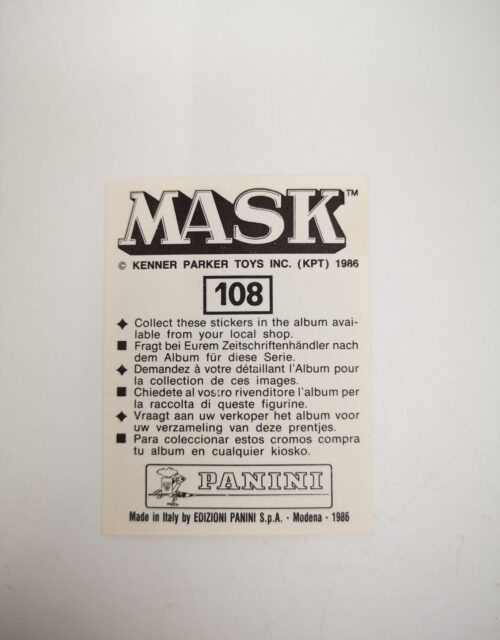 MASK™
© KENNER PARKER TOYS INC. (KPT) 1986
108
◆ Collect these stickers in the album avai-
lable from your local shop.
■ Fragt bei Eurem Zeitschriftenhändler nach
dem Album für diese Serie.
◆ Demandez à votre détaillant l'Album pour
la collection de ces images.
■ Chiedete al vostro rivenditore l'album per
la raccolta di queste figurine.
◆ Vraagt aan uw verkoper het album voor
uw verzameling van deze prentjes.
■ Para coleccionar estos cromos compra
tu album en cualquier kiosko.
PANINI
Made in Italy by EDIZIONI PANINI S.p.A. - Modena - 1986